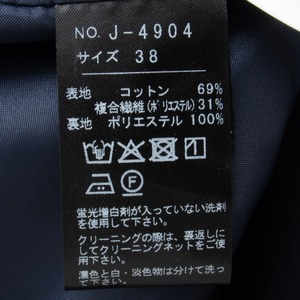 NO. J-4904
サイズ 38
表地 コットン 69%
複合繊維(ポリエステル)31%
裏地 ポリエステル 100%
蛍光増白剤が入っていない洗剤
を使用して下さい。
クリーニングの際は、裏返しに
してクリーニングネットをご使
用下さい。
濃色と白・淡色物は分けて洗っ
て下さい。